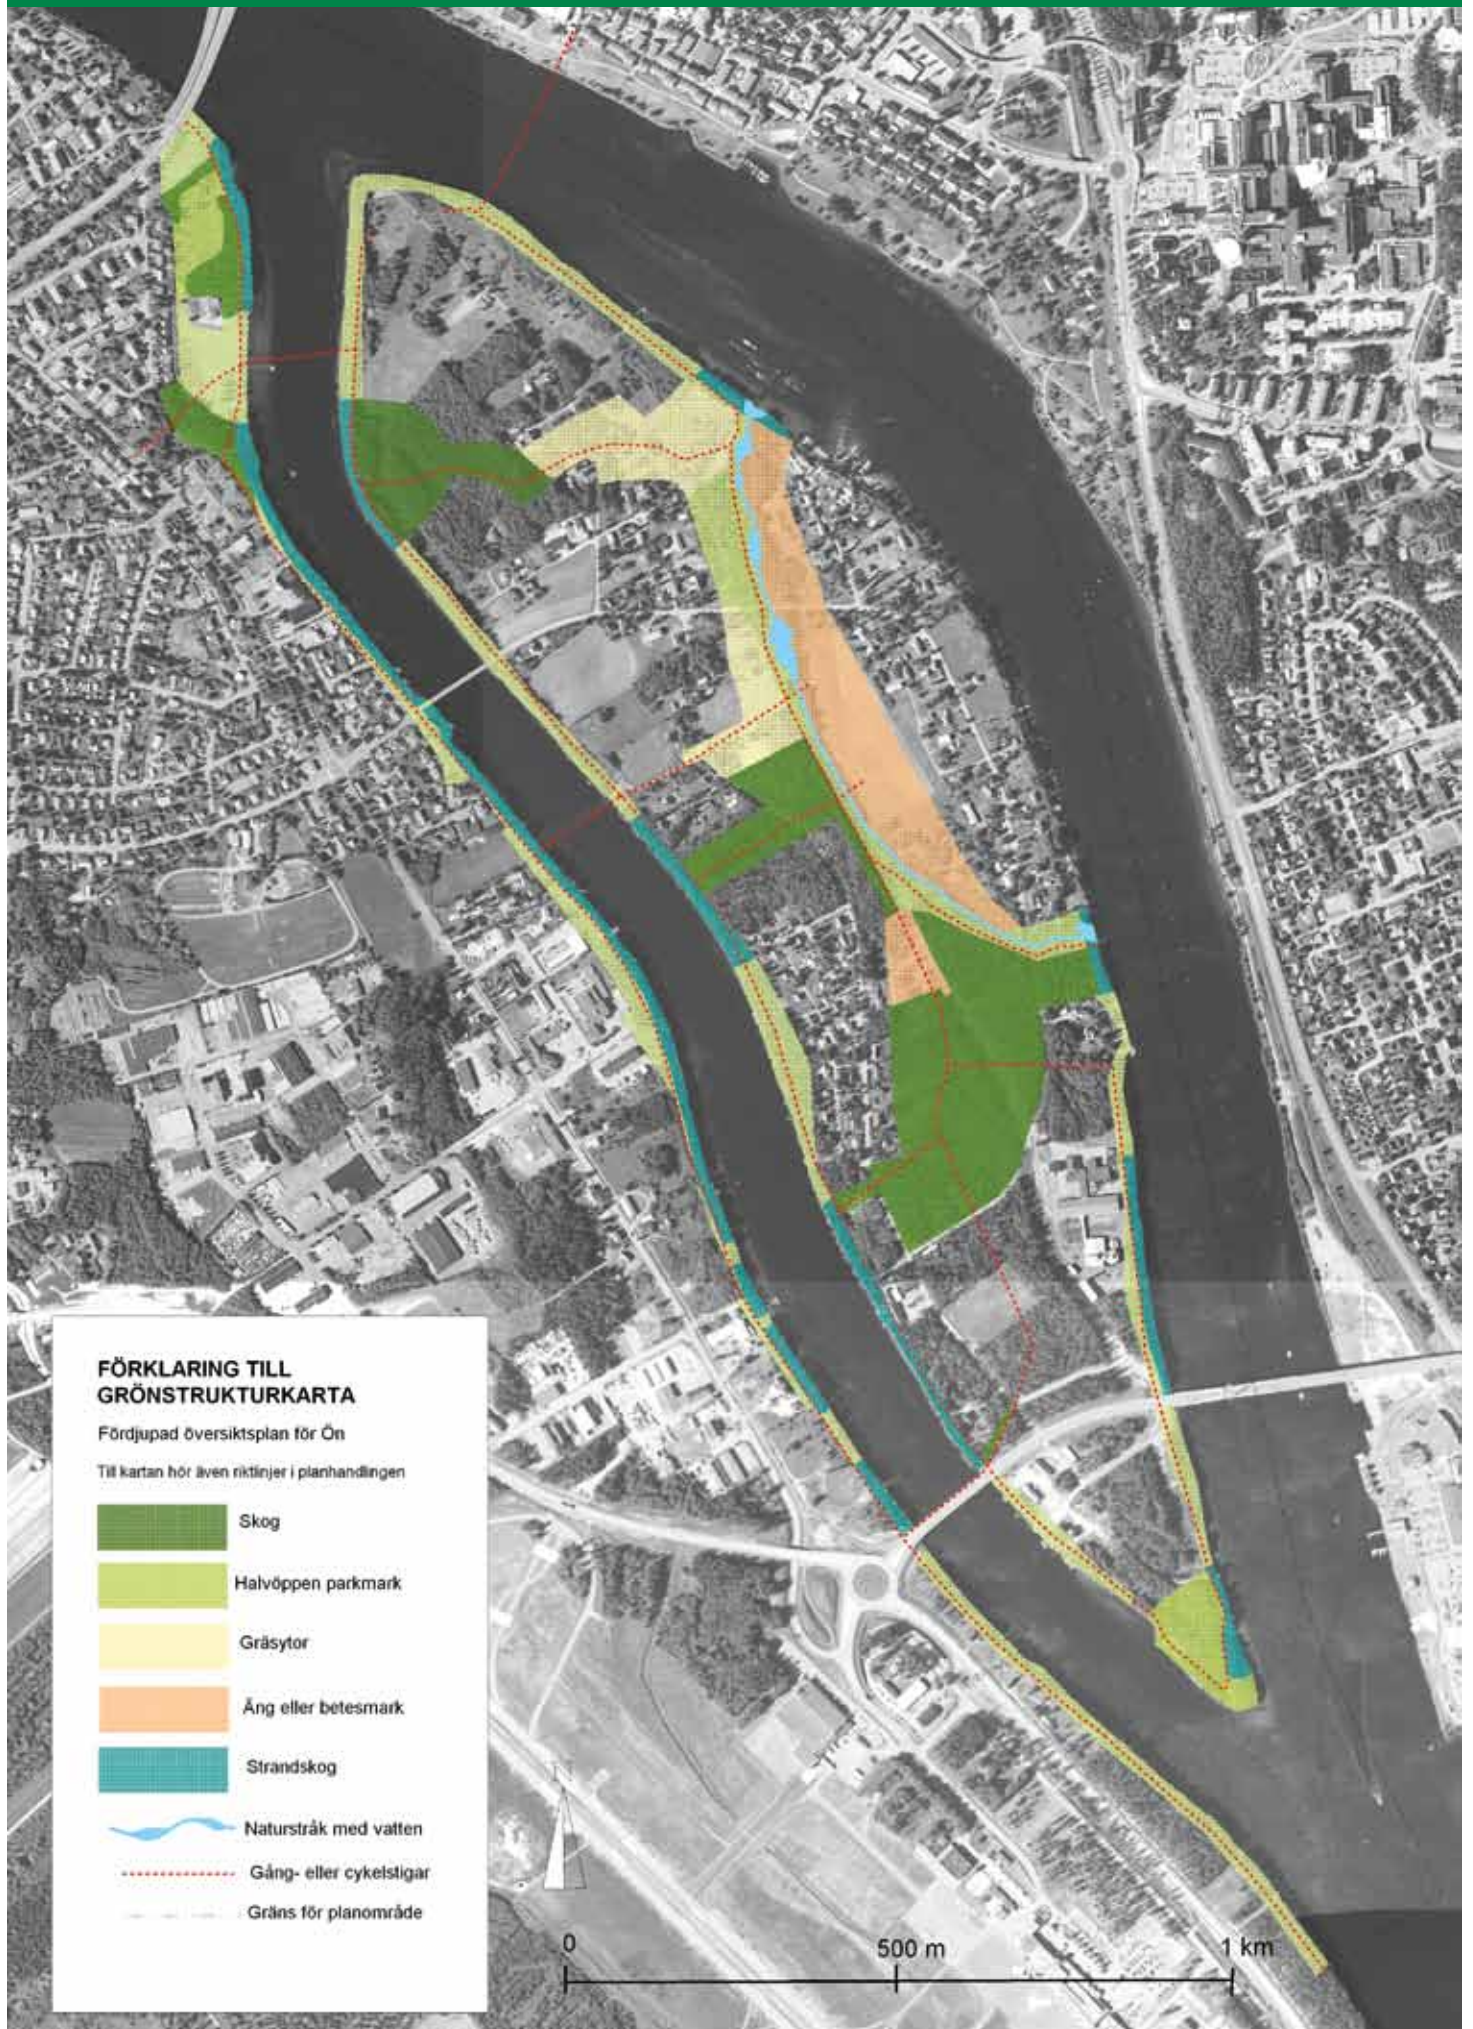 FÖRKLARING TILL
GRÖNSTRUKTURKARTA
Fördjupad översiktsplan för Ön
Till kartan hör även riktlinjer i planhandlingen
Skog
Halvöppen parkmark
Gräsytor
Äng eller betesmark
Strandskog
Naturstråk med vatten
Gång- eller cykelstigar
Gräns för planområde
0
500 m
1 km